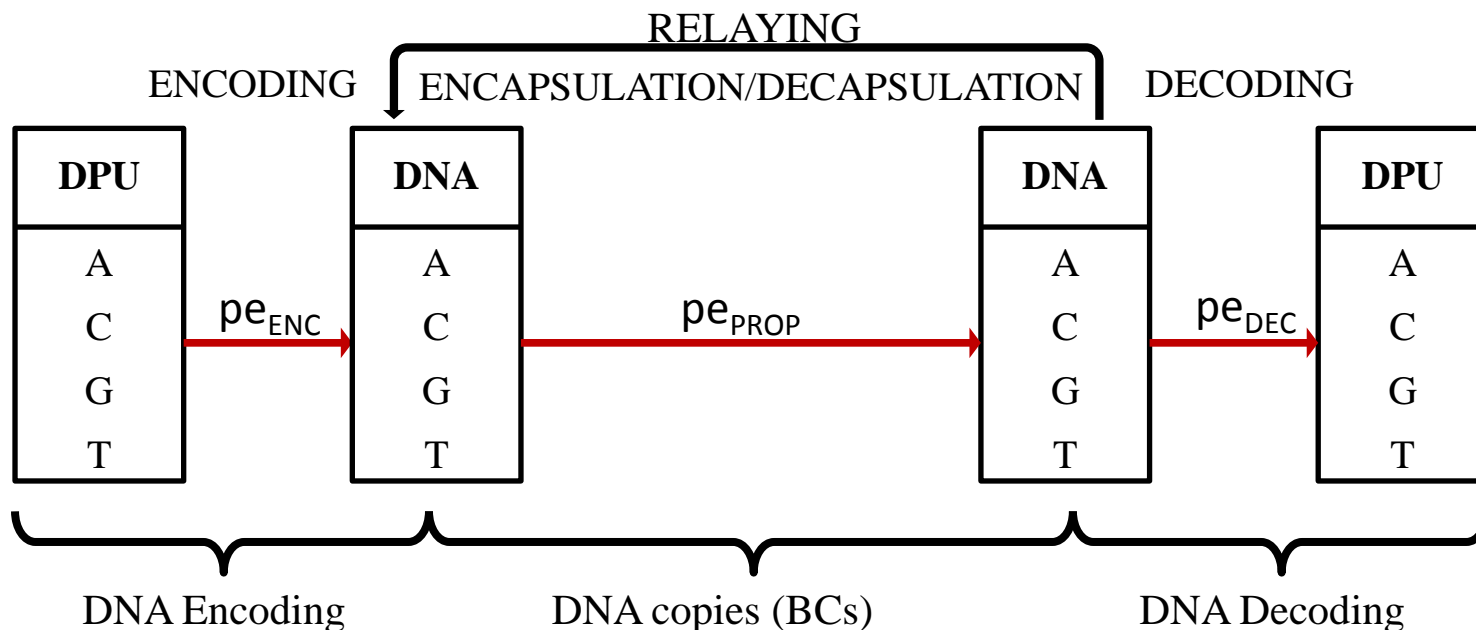 RELAYING
ENCODING ENCAPSULATION/DECAPSULATION DECODING
DPU DNA DNA DPU
A A A A
pe_ENC pe_PROP pe_DEC
C C C C
G G G G
T T T T
DNA Encoding DNA copies (BCs) DNA Decoding